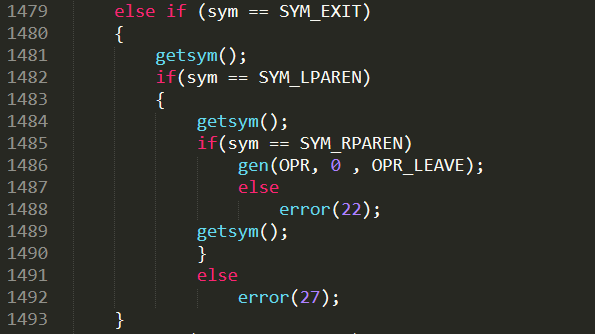 1479 else if (sym == SYM_EXIT)
1480 {
1481 getsym();
1482 if(sym == SYM_LPAREN)
1483 {
1484 getsym();
1485 if(sym == SYM_RPAREN)
1486 gen(OPR, 0 , OPR_LEAVE);
1487 else
1488 error(22);
1489 getsym();
1490 }
1491 else
1492 error(27);
1493 }